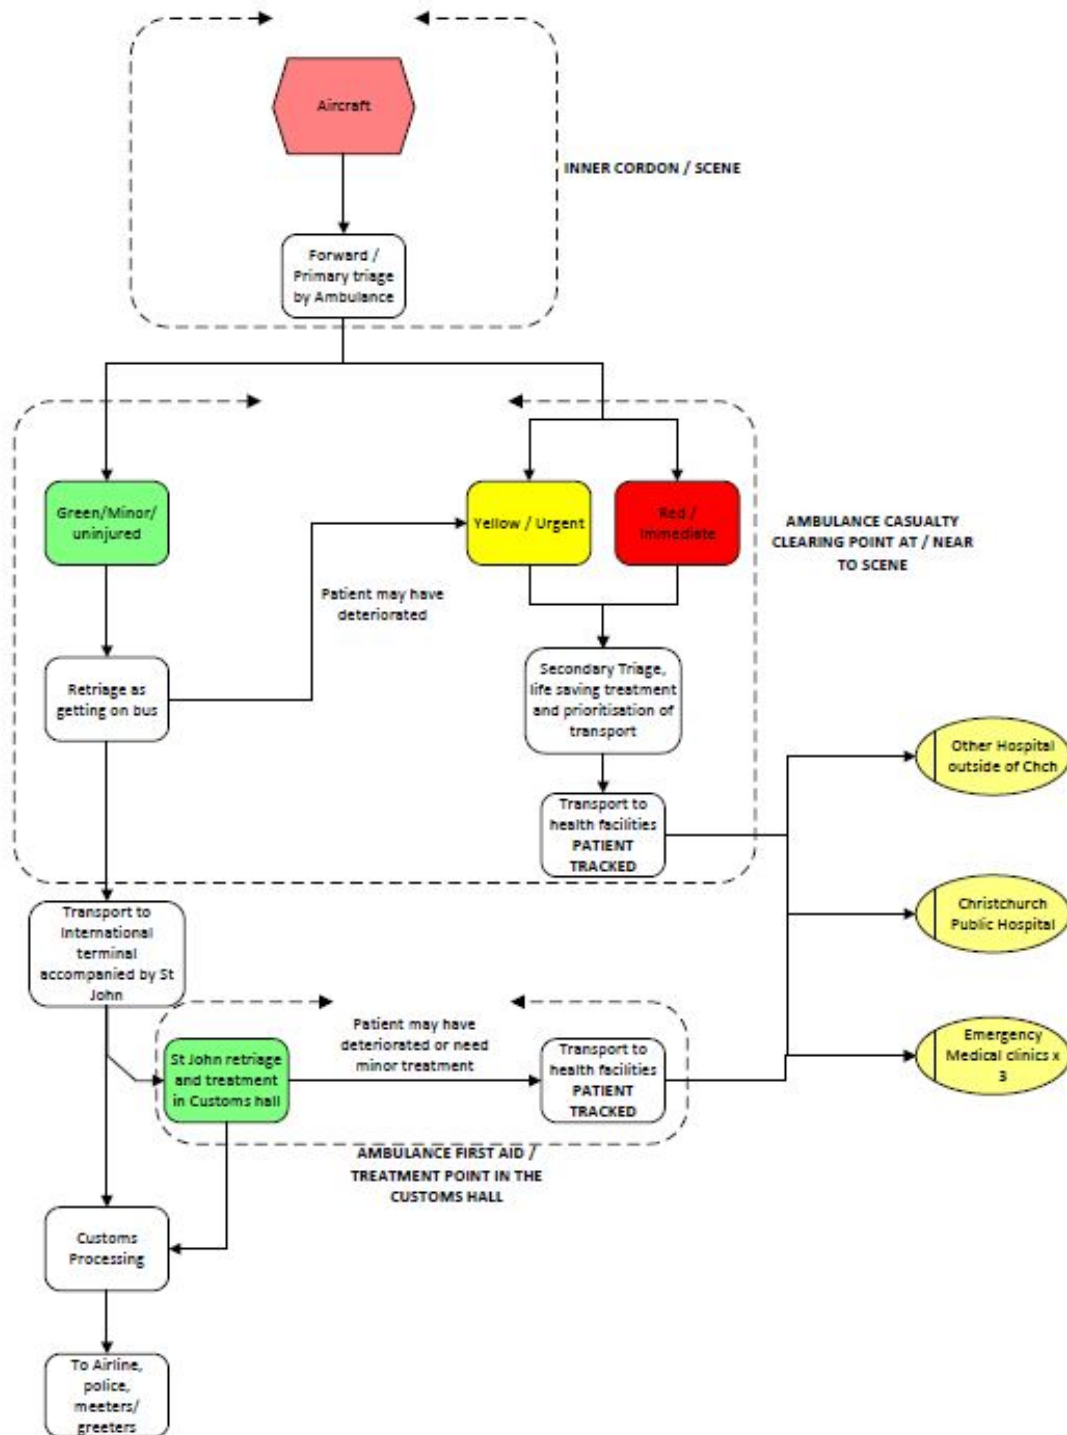 Aircraft
INNER CORDON / SCENE
Forward /
Primary triage
by Ambulance
Green/Minor/
uninjured
Yellow / Urgent
Red /
Immediate
AMBULANCE CASUALTY
CLEARING POINT AT / NEAR
TO SCENE
Patient may have
deteriorated
Retriage as
getting on bus
Secondary Triage,
life saving treatment
and prioritisation of
transport
Other Hospital
outside of Chch
Transport to
health facilities
PATIENT
TRACKED
Christchurch
Public Hospital
Transport to
International
terminal
accompanied by St
John
Patient may have
deteriorated or need
minor treatment
St John retriage
and treatment
in Customs hall
Transport to
health facilities
PATIENT
TRACKED
Emergency
Medical clinics x
3
AMBULANCE FIRST AID /
TREATMENT POINT IN THE
CUSTOMS HALL
Customs
Processing
To Airline,
police,
meeters/
greeters